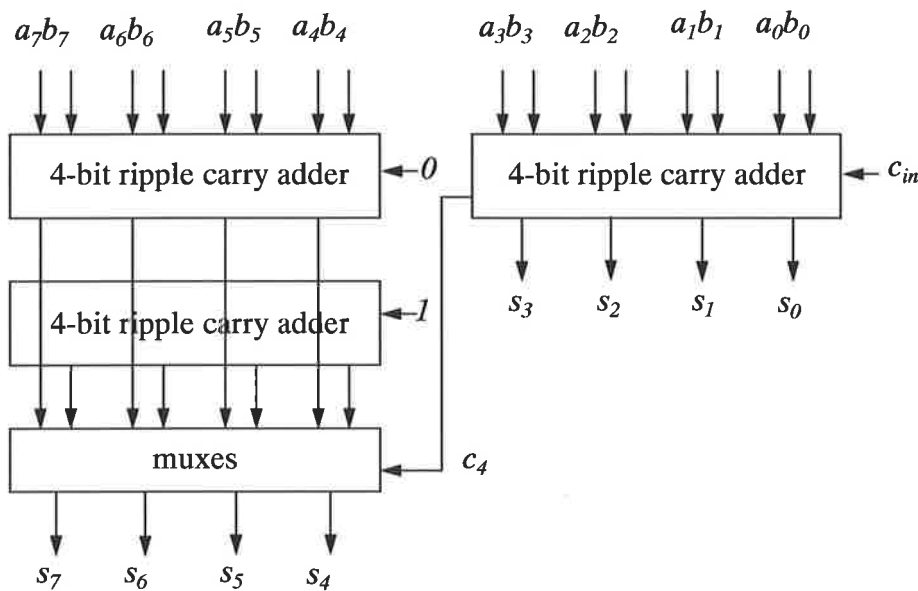 a7b7 a6b6 a5b5 a4b4 a3b3 a2b2 a1b1 a0b0
4-bit ripple carry adder 0 4-bit ripple carry adder cin
4-bit ripple carry adder 1 s3 s2 s1 s0
muxes c4
s7 s6 s5 s4